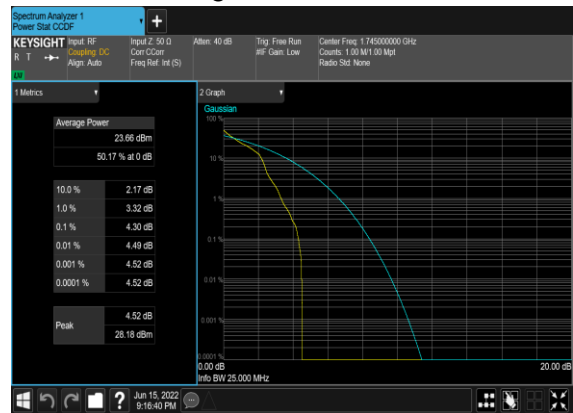 Spectrum Analyzer 1
Power Stat CCDF
+
KEYSIGHT Input: RF Input Z: 50 Ω Atten: 40 dB Trig: Free Run Center Freq: 1.745000000 GHz
R T Coupling: DC Corr CCorr #IF Gain: Low Counts: 1.00 M/1.00 Mpt
Align: Auto Freq Ref: Int (S) Radio Std: None
1 Metrics
2 Graph
Average Power
23.66 dBm
50.17 % at 0 dB
10.0 % 2.17 dB
1.0 % 3.32 dB
0.1 % 4.30 dB
0.01 % 4.49 dB
0.001 % 4.52 dB
0.0001 % 4.52 dB
Peak 4.52 dB
28.18 dBm
Gaussian
100 %
10 %
1 %
0.1 %
0.01 %
0.001 %
0.0001 %
0.00 dB 20.00 dB
Info BW 25.000 MHz
? Jun 15, 2022
9:16:40 PM